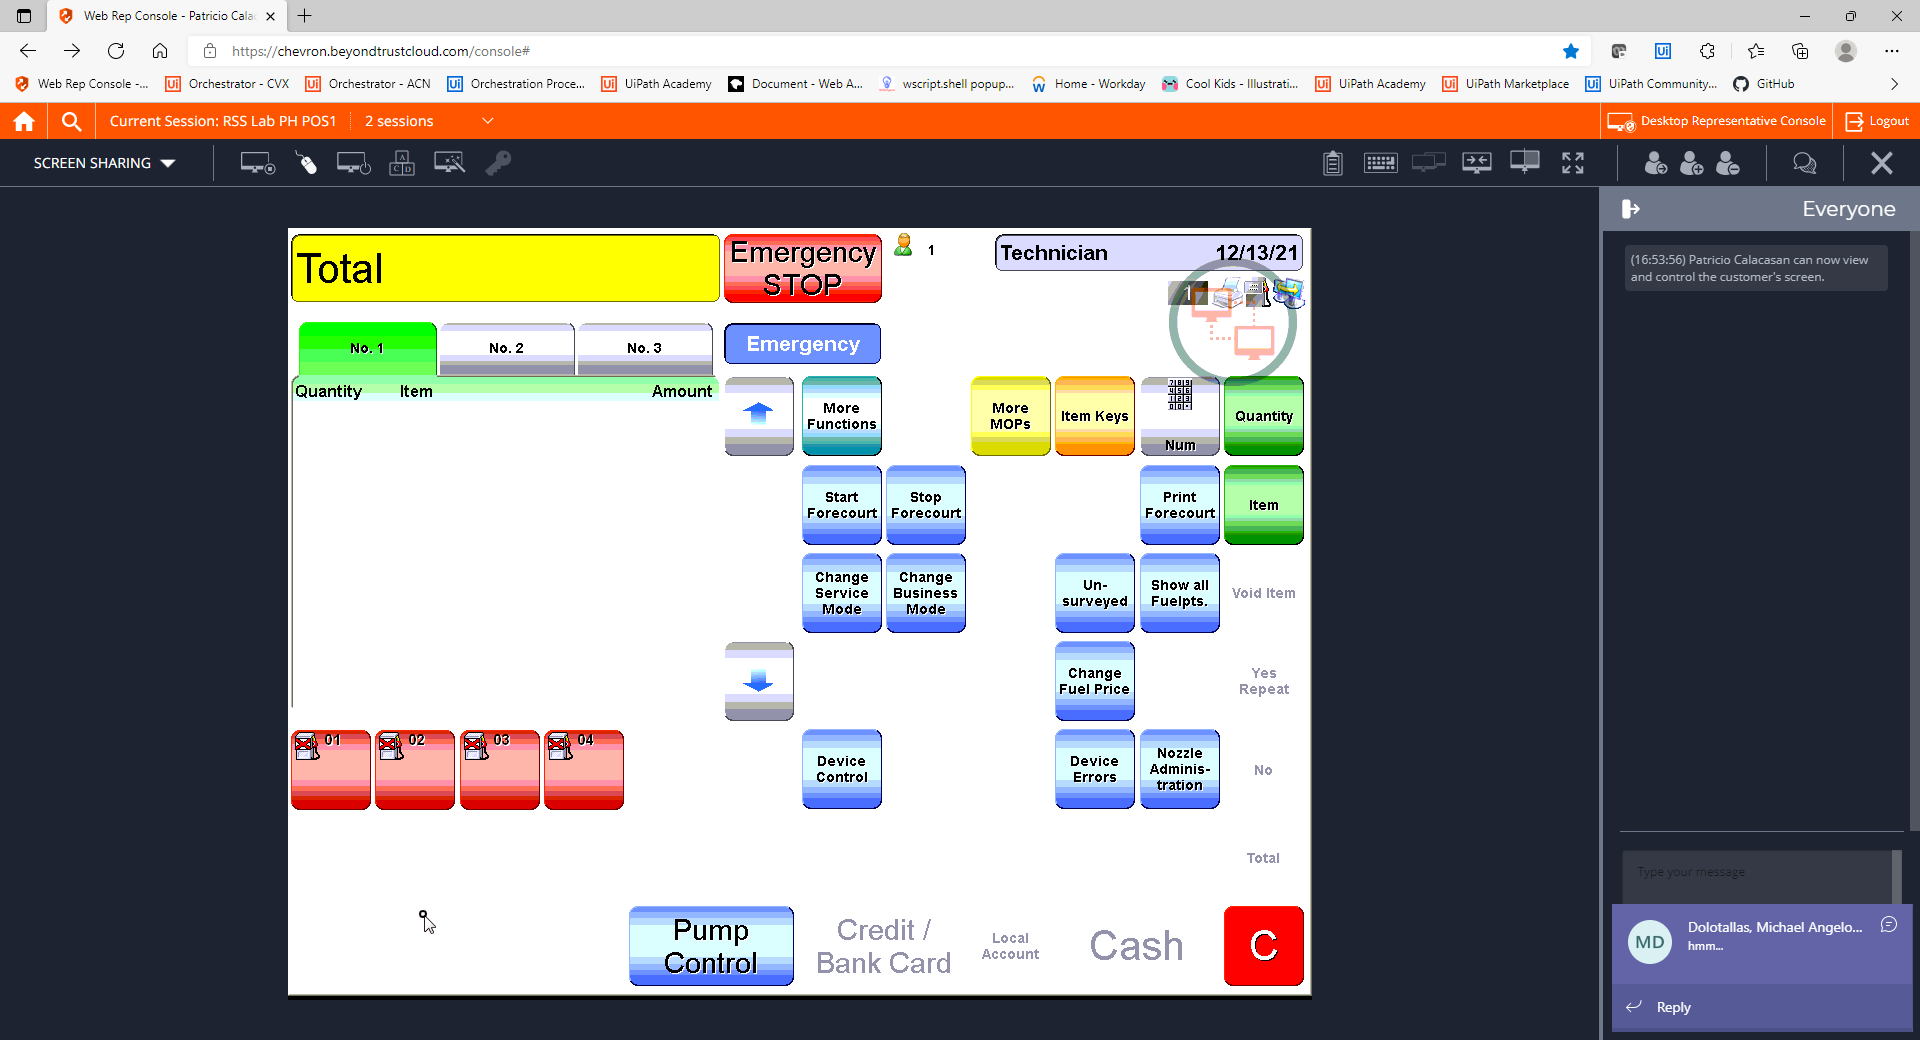 Web Rep Console - Patricio Cala
https://chevron.beyondtrustcloud.com/console#
Web Rep Console -...
Orchestrator - CVX
Orchestrator - ACN
Orchestration Proce...
UiPath Academy
Document - Web A...
wscript.shell popup...
Home - Workday
Cool Kids - Illustrati...
UiPath Academy
UiPath Marketplace
UiPath Community...
GitHub
Current Session: RSS Lab PH POS1
2 sessions
Desktop Representative Console
Logout
SCREEN SHARING
Everyone
(16:53:56) Patricio Calacasan can now view
and control the customer's screen.
Total
Emergency
STOP
1
Technician
12/13/21
1
No. 1
No. 2
No. 3
Emergency
Quantity
Item
Amount
More
Functions
More
MOPs
Item Keys
Num
Quantity
Start
Forecourt
Stop
Forecourt
Print
Forecourt
Item
Change
Service
Mode
Change
Business
Mode
Un-
surveyed
Show all
Fuelpts.
Void Item
Change
Fuel Price
Yes
Repeat
01
02
03
04
Device
Control
Device
Errors
Nozzle
Adminis-
tration
No
Total
Pump
Control
Credit /
Bank Card
Local
Account
Cash
C
Type your message
MD
Dolotallas, Michael Angelo...
hmm...
Reply